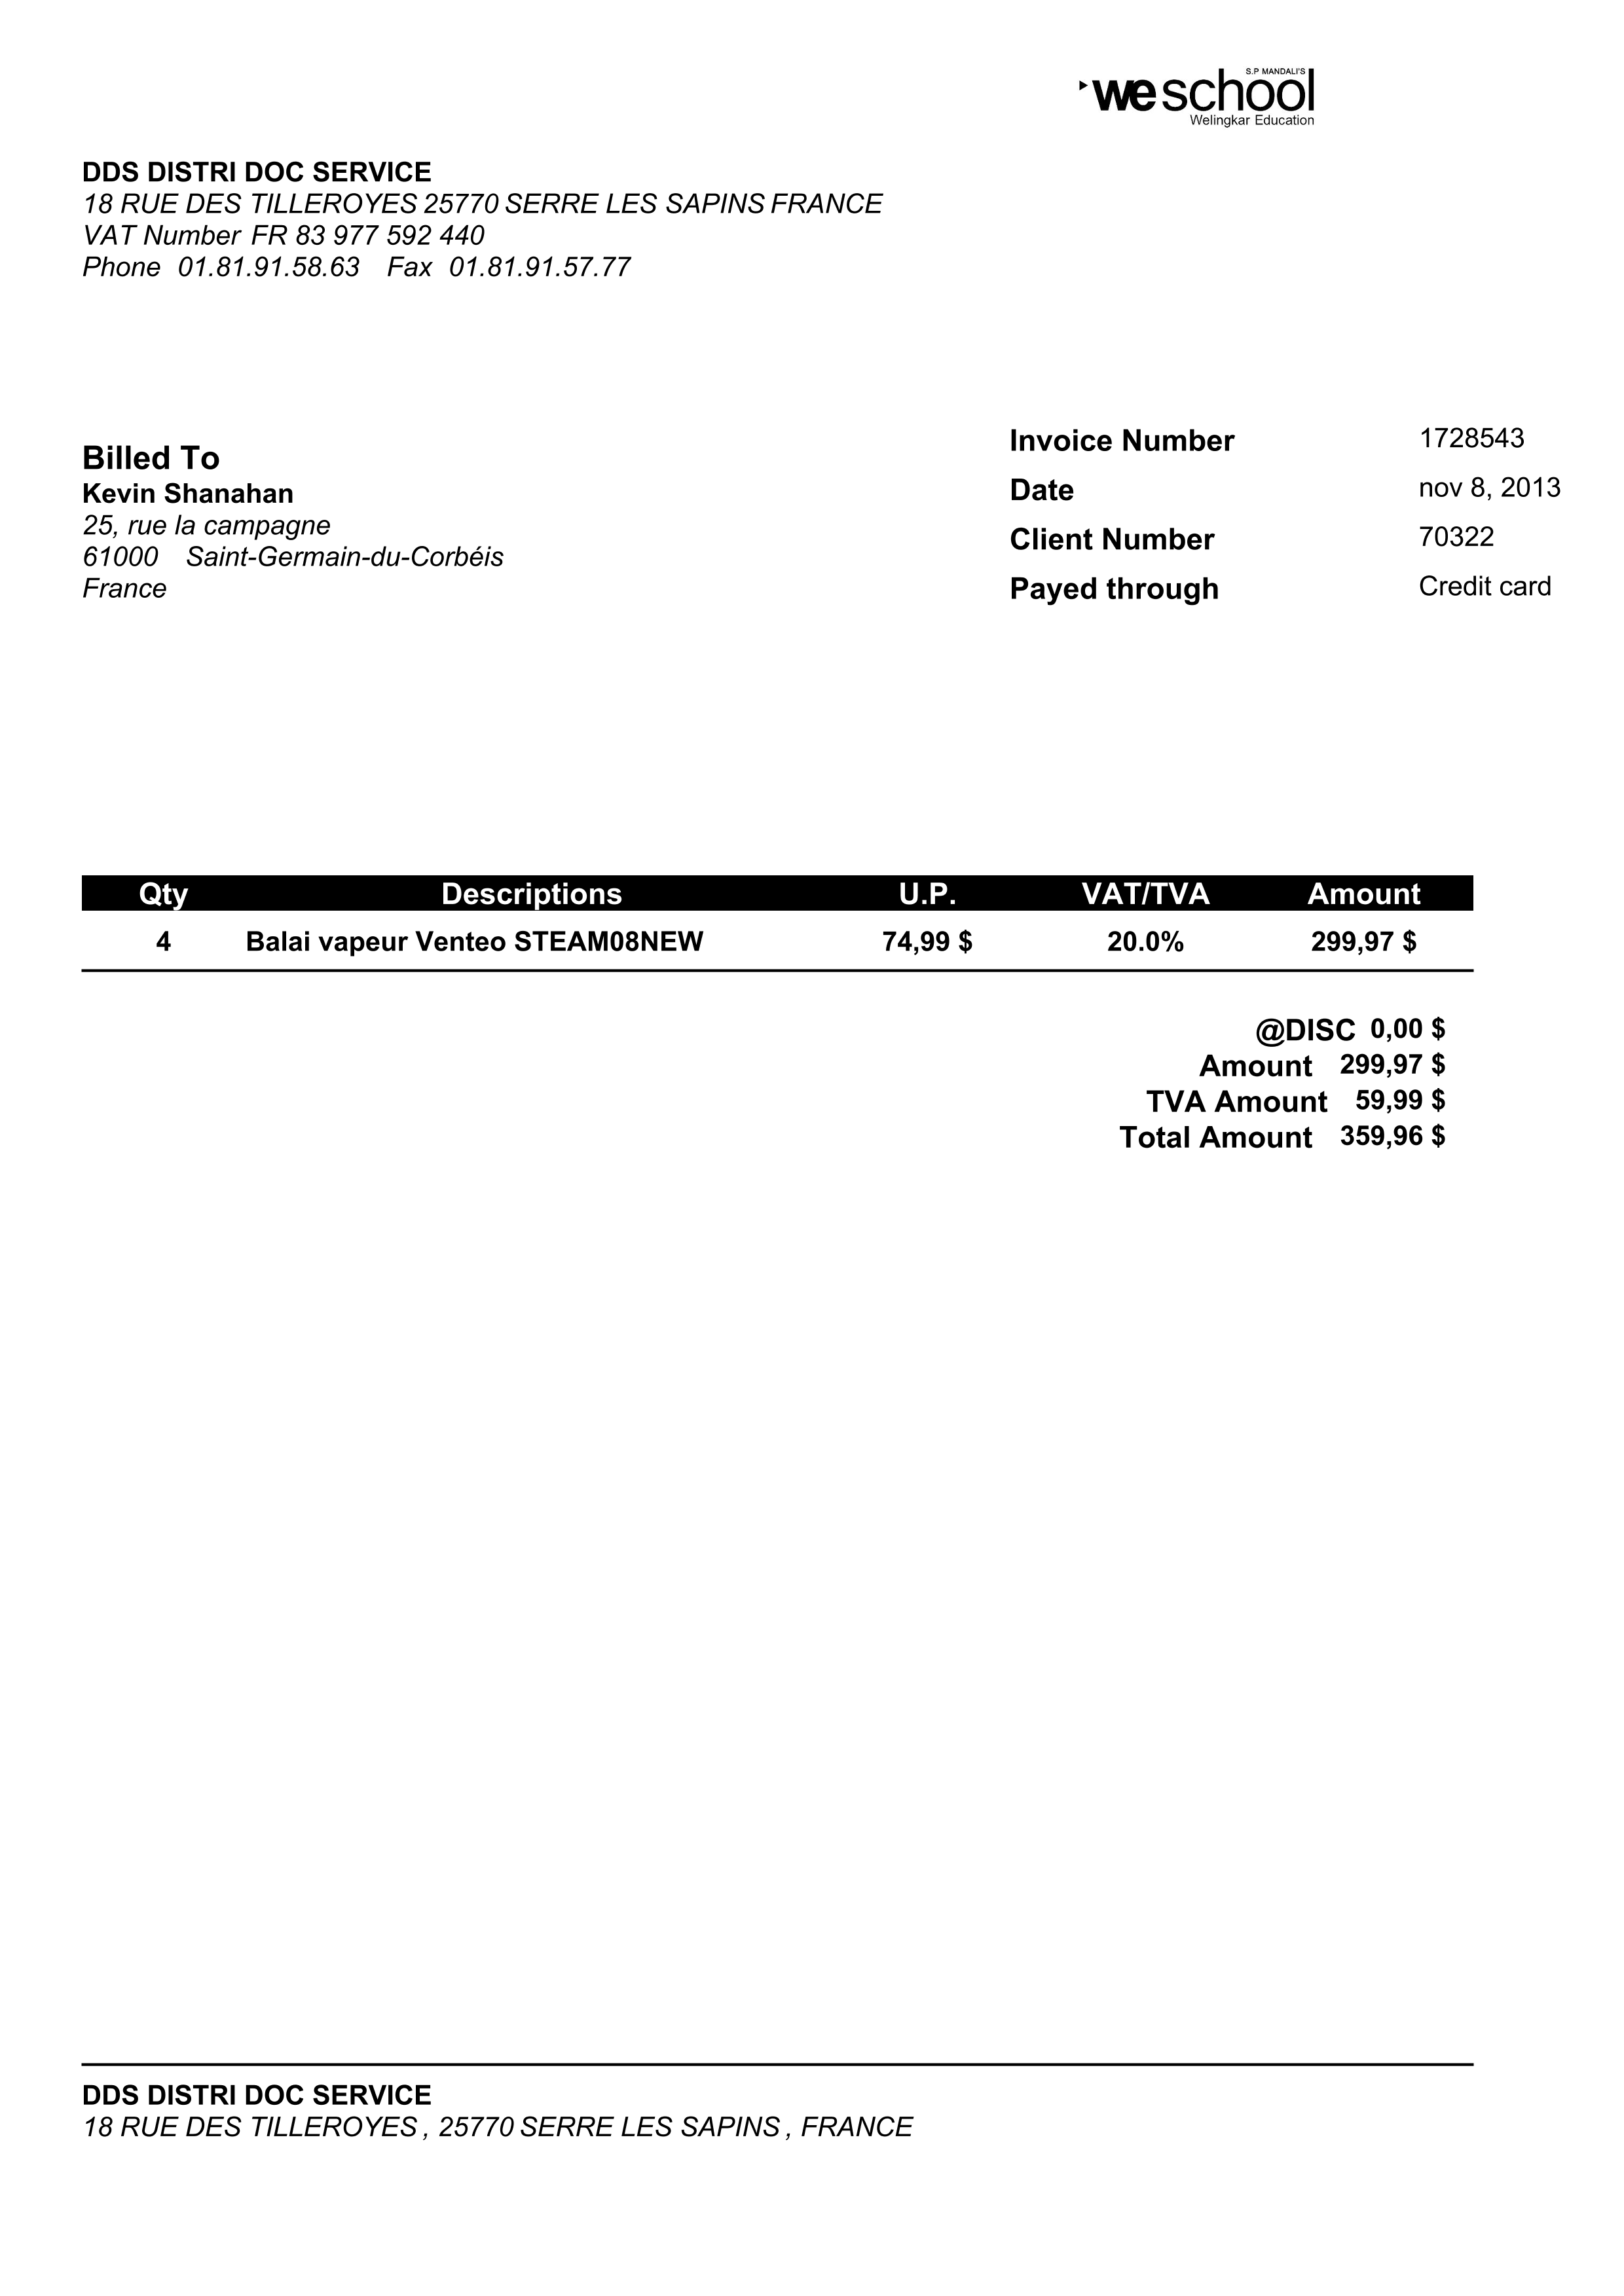 S.P MANDALI'S
weschool
Welingkar Education
DDS DISTRI DOC SERVICE
18 RUE DES TILLEROYES 25770 SERRE LES SAPINS FRANCE
VAT Number FR 83 977 592 440
Phone 01.81.91.58.63 Fax 01.81.91.57.77
Billed To
Kevin Shanahan
25, rue la campagne
61000 Saint-Germain-du-Corbéis
France
Invoice Number 1728543
Date nov 8, 2013
Client Number 70322
Payed through Credit card
Qty Descriptions U.P. VAT/TVA Amount
4 Balai vapeur Venteo STEAM08NEW 74,99 $ 20.0% 299,97 $
@DISC 0,00 $
Amount 299,97 $
TVA Amount 59,99 $
Total Amount 359,96 $
DDS DISTRI DOC SERVICE
18 RUE DES TILLEROYES , 25770 SERRE LES SAPINS , FRANCE